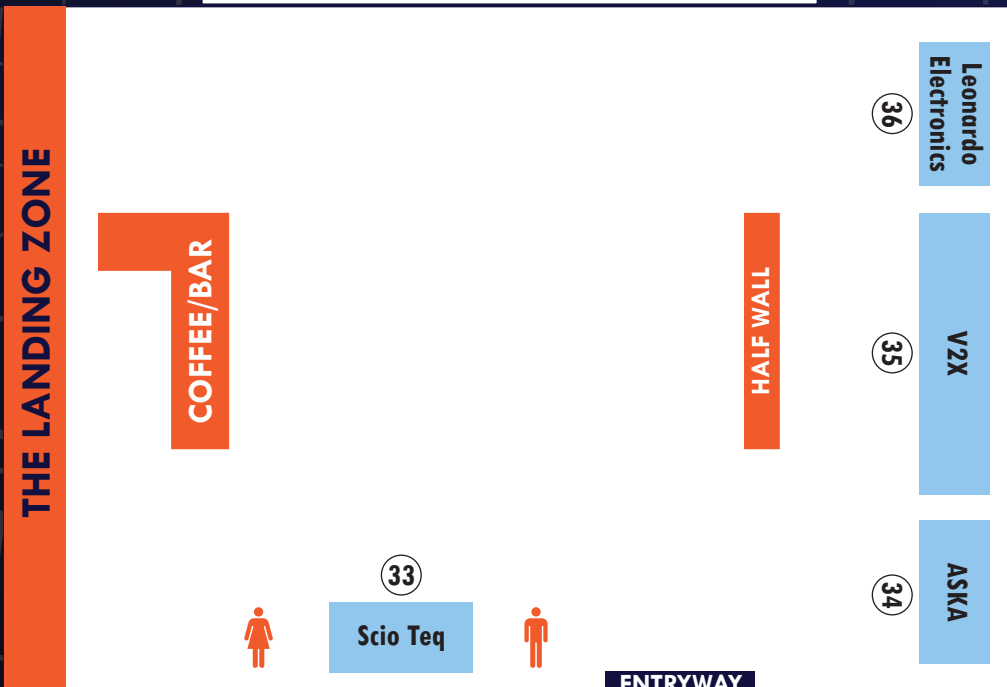 THE LANDING ZONE
COFFEE/BAR
HALF WALL
36
Leonardo
Electronics
35
V2X
34
ASKA
33
Scio Teq
ENTRYWAY